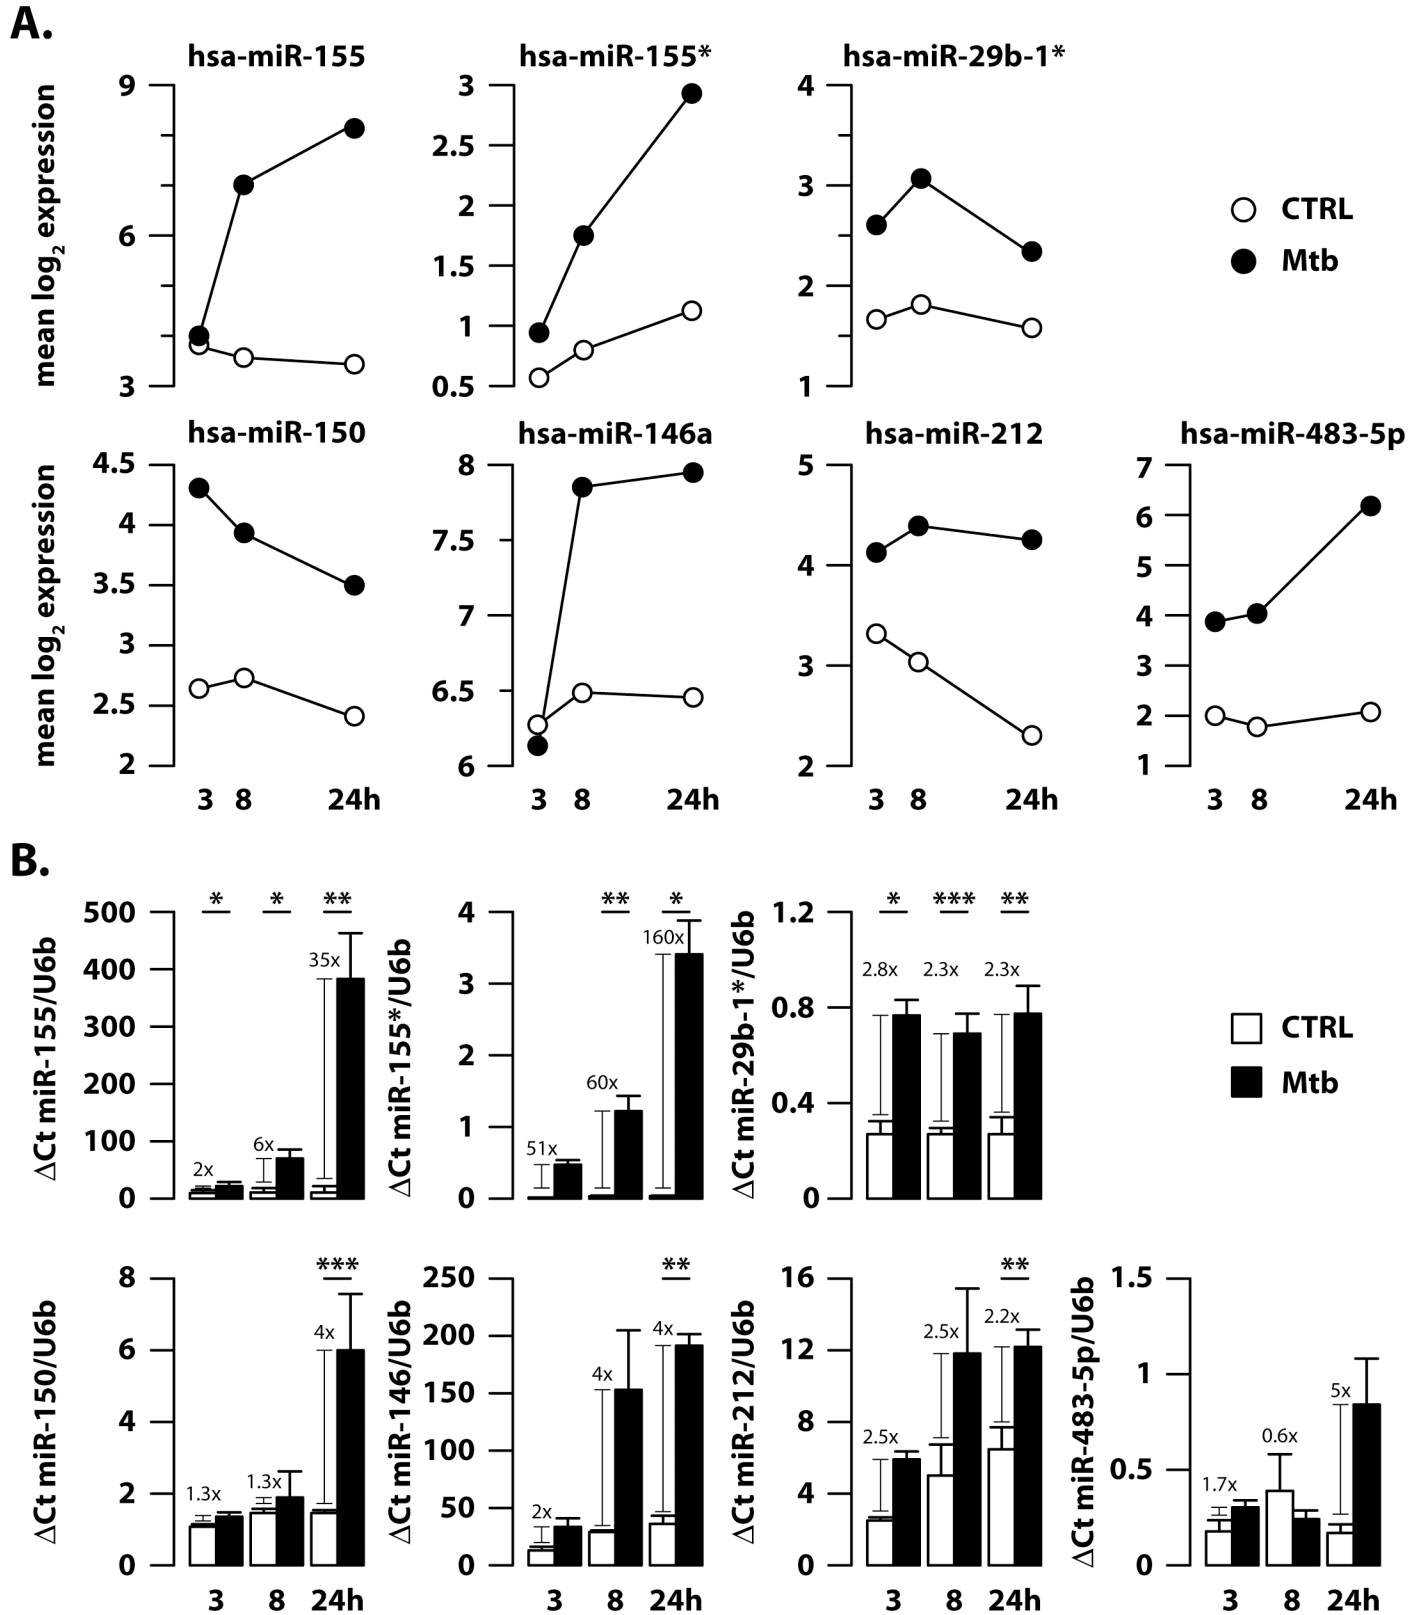 A.
hsa-miR-155
hsa-miR-155*
hsa-miR-29b-1*
mean log2 expression
9
6
3
3
2.5
2
1.5
1
0.5
4
3
2
1
CTRL
Mtb
hsa-miR-150
hsa-miR-146a
hsa-miR-212
hsa-miR-483-5p
mean log2 expression
4.5
4
3.5
3
2.5
2
8
7.5
7
6.5
6
5
4
3
2
7
6
5
4
3
2
1
3 8 24h
3 8 24h
3 8 24h
3 8 24h
B.
ΔCt miR-155/U6b
500
400
300
200
100
0
* * **
2x
6x
35x
ΔCt miR-155*/U6b
4
3
2
1
0
** *
51x
60x
160x
ΔCt miR-29b-1*/U6b
1.2
0.8
0.4
0
* *** **
2.8x
2.3x
2.3x
CTRL
Mtb
ΔCt miR-150/U6b
8
6
4
2
0
***
1.3x
1.3x
4x
3 8 24h
ΔCt miR-146/U6b
250
200
150
100
50
0
**
2x
4x
4x
3 8 24h
ΔCt miR-212/U6b
16
12
8
4
0
**
2.5x
2.5x
2.2x
3 8 24h
ΔCt miR-483-5p/U6b
1.5
1
0.5
0
1.7x
0.6x
5x
3 8 24h